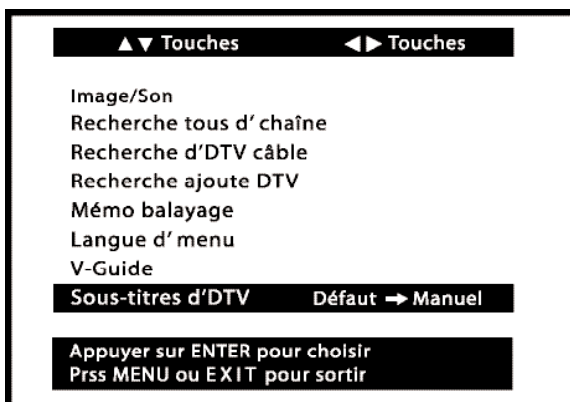 ▲▼ Touches ◀▶ Touches
Image/Son
Recherche tous d' chaîne
Recherche d'DTV câble
Recherche ajoute DTV
Mémo balayage
Langue d' menu
V-Guide
Sous-titres d'DTV Défaut ➔ Manuel
Appuyer sur ENTER pour choisir
Prss MENU ou EXIT pour sortir